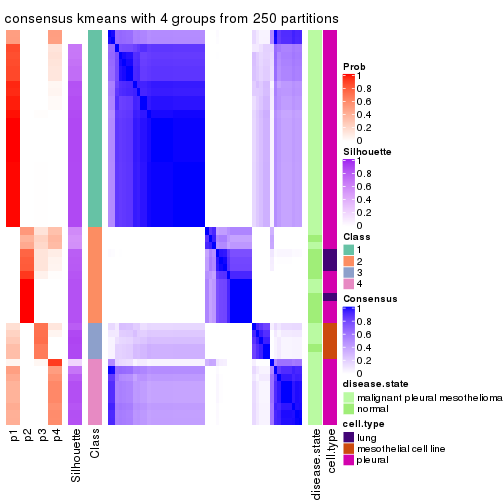 consensus kmeans with 4 groups from 250 partitions
Prob
1
0.8
0.6
0.4
0.2
0
Silhouette
1
0.8
0.6
0.4
0.2
0
Class
1
2
3
4
Consensus
1
0.8
0.6
0.4
0.2
0
disease.state
malignant pleural mesothelioma
normal
cell.type
lung
mesothelial cell line
pleural
p1
p2
p3
p4
Silhouette
Class
disease.state
cell.type